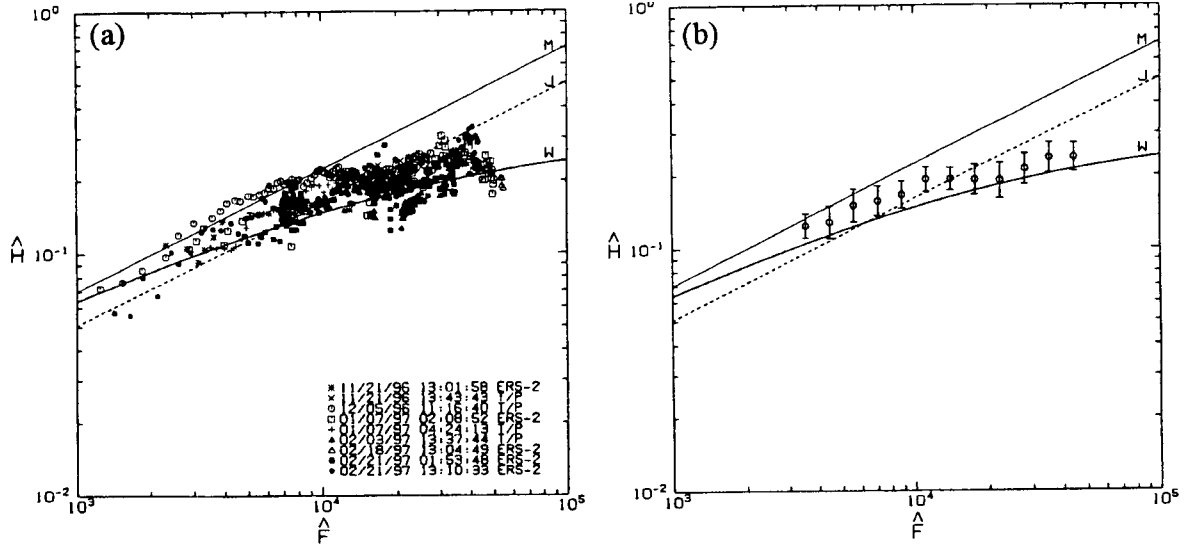 (a)
10⁰
10⁻¹
10⁻²
Ĥ
M
J
W
11/21/96 13:01:58 ERS-2
11/21/96 13:43:43 T/P
12/05/96 11:16:40 T/P
01/07/97 02:08:52 ERS-2
01/07/97 04:24:13 T/P
02/03/97 13:37:44 T/P
02/18/97 13:04:49 ERS-2
02/21/97 01:53:48 ERS-2
02/21/97 13:10:33 ERS-2
10³
10⁴
10⁵
F̂
(b)
10⁰
10⁻¹
10⁻²
Ĥ
M
J
W
10³
10⁴
10⁵
F̂